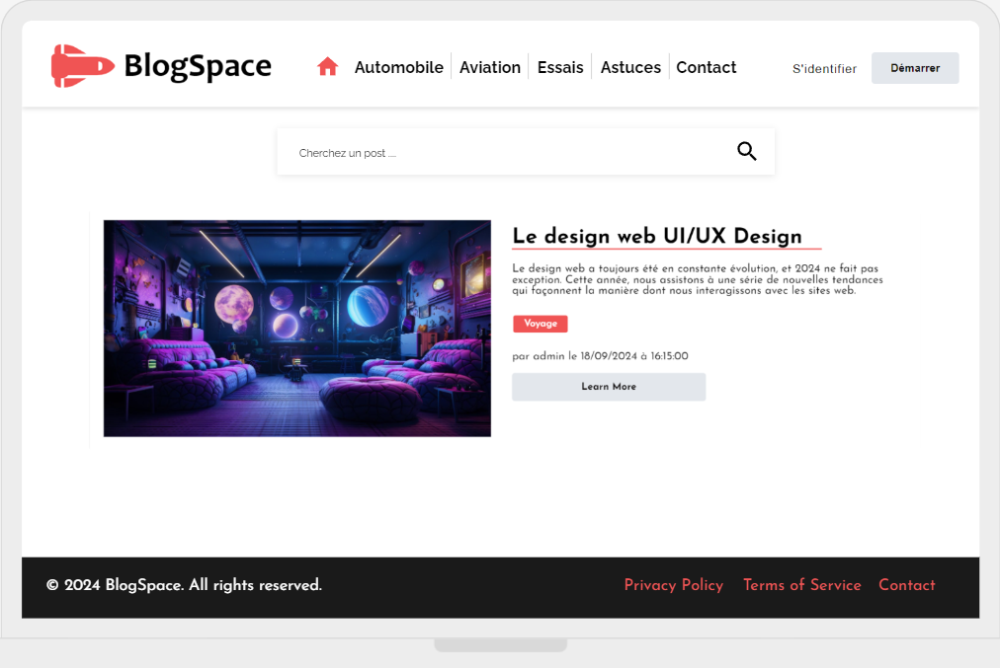 BlogSpace
Automobile Aviation Essais Astuces Contact
S'identifier
Démarrer
Cherchez un post ....
Le design web UI/UX Design
Le design web a toujours été en constante évolution, et 2024 ne fait pas
exception. Cette année, nous assistons à une série de nouvelles tendances
qui façonnent la manière dont nous interagissons avec les sites web.
Voyage
par admin le 18/09/2024 à 16:15:00
Learn More
© 2024 BlogSpace. All rights reserved.
Privacy Policy Terms of Service Contact